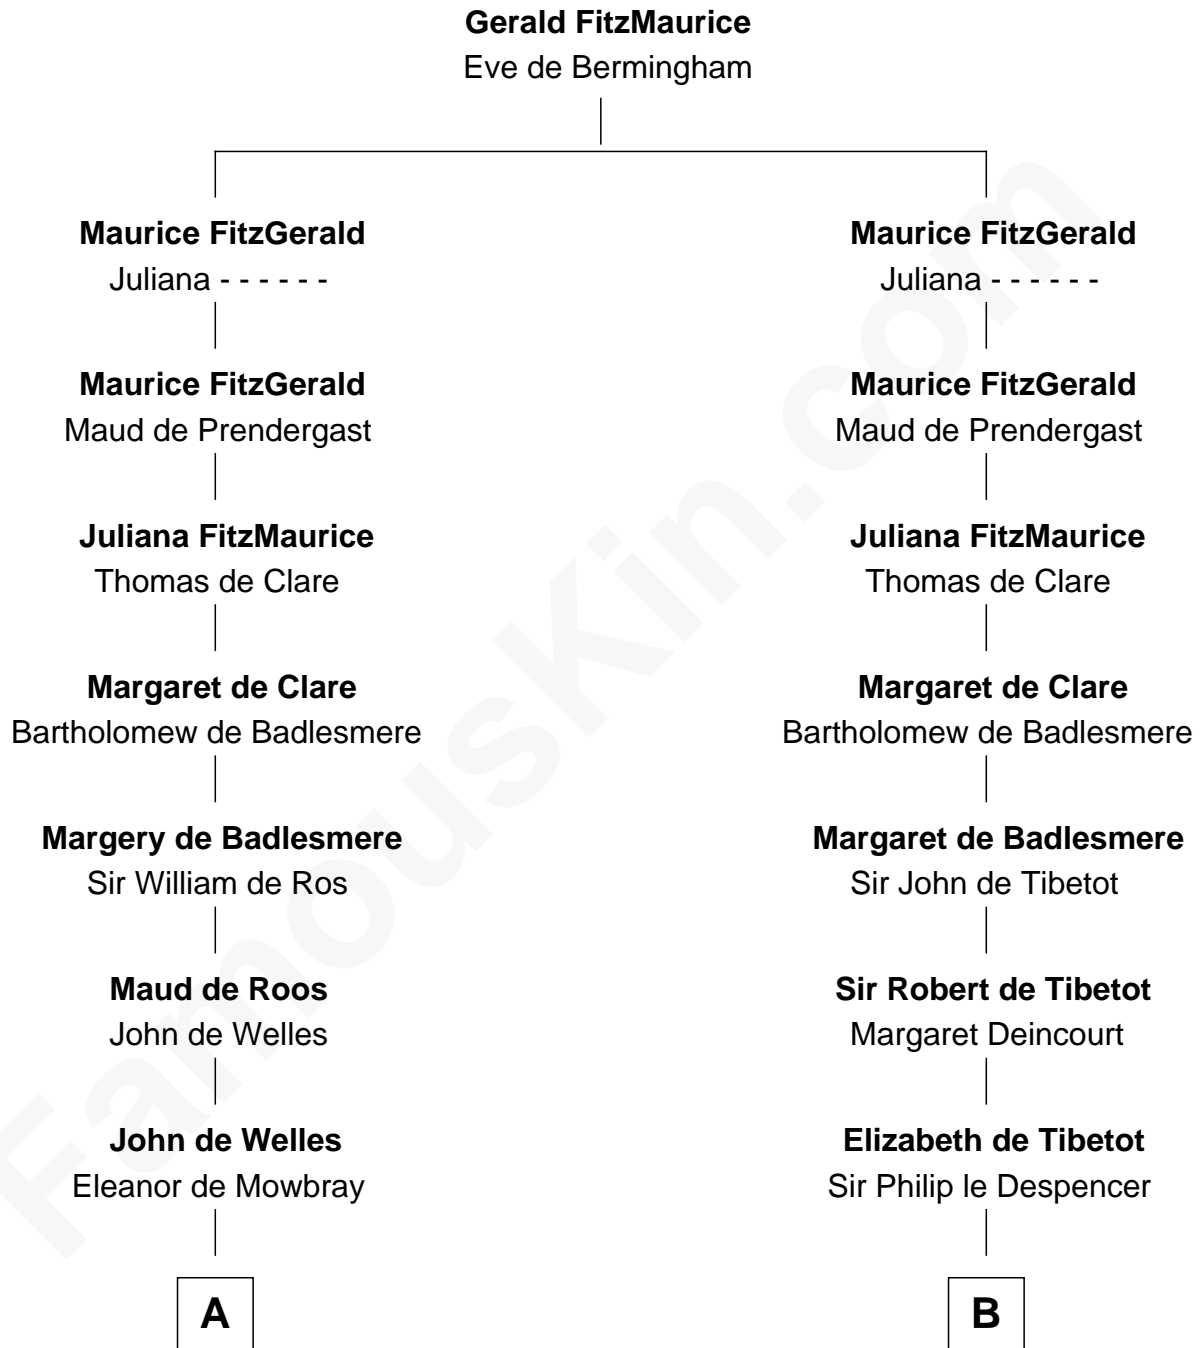 Gerald FitzMaurice
Eve de Bermingham
Maurice FitzGerald
Juliana - - - - - -
Maurice FitzGerald
Juliana - - - - - -
Maurice FitzGerald
Maud de Prendergast
Maurice FitzGerald
Maud de Prendergast
Juliana FitzMaurice
Thomas de Clare
Juliana FitzMaurice
Thomas de Clare
Margaret de Clare
Bartholomew de Badlesmere
Margaret de Clare
Bartholomew de Badlesmere
Margery de Badlesmere
Sir William de Ros
Margaret de Badlesmere
Sir John de Tibetot
Maud de Roos
John de Welles
Sir Robert de Tibetot
Margaret Deincourt
John de Welles
Eleanor de Mowbray
Elizabeth de Tibetot
Sir Philip le Despencer
A
B
FamousKin.com